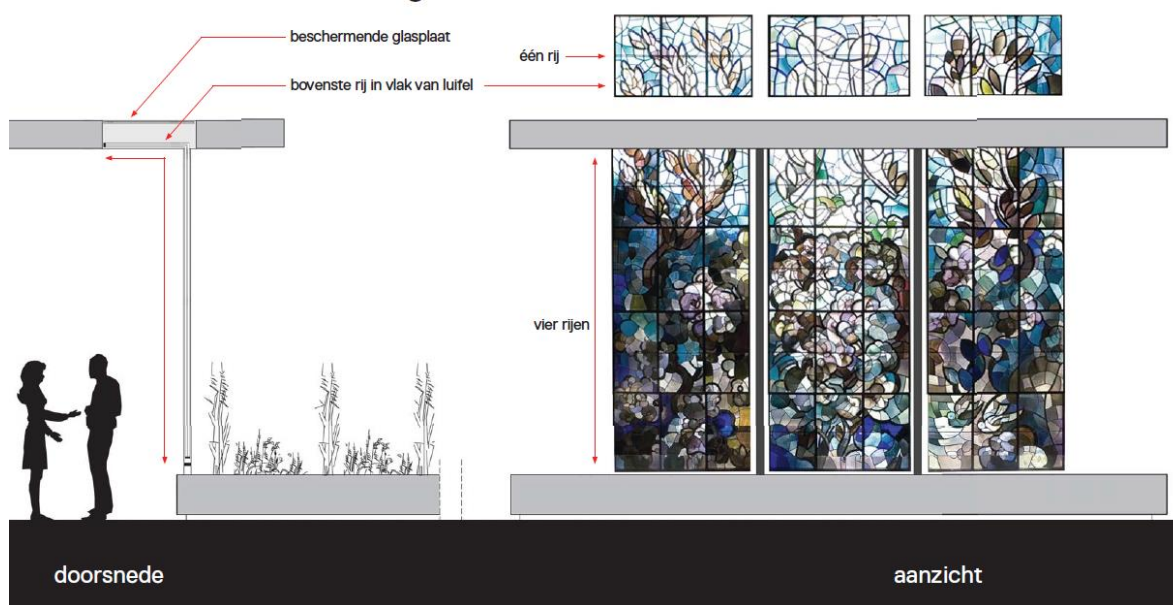 beschermende glasplaat
bovenste rij in vlak van luifel
één rij
vier rijen
doorsnede
aanzicht